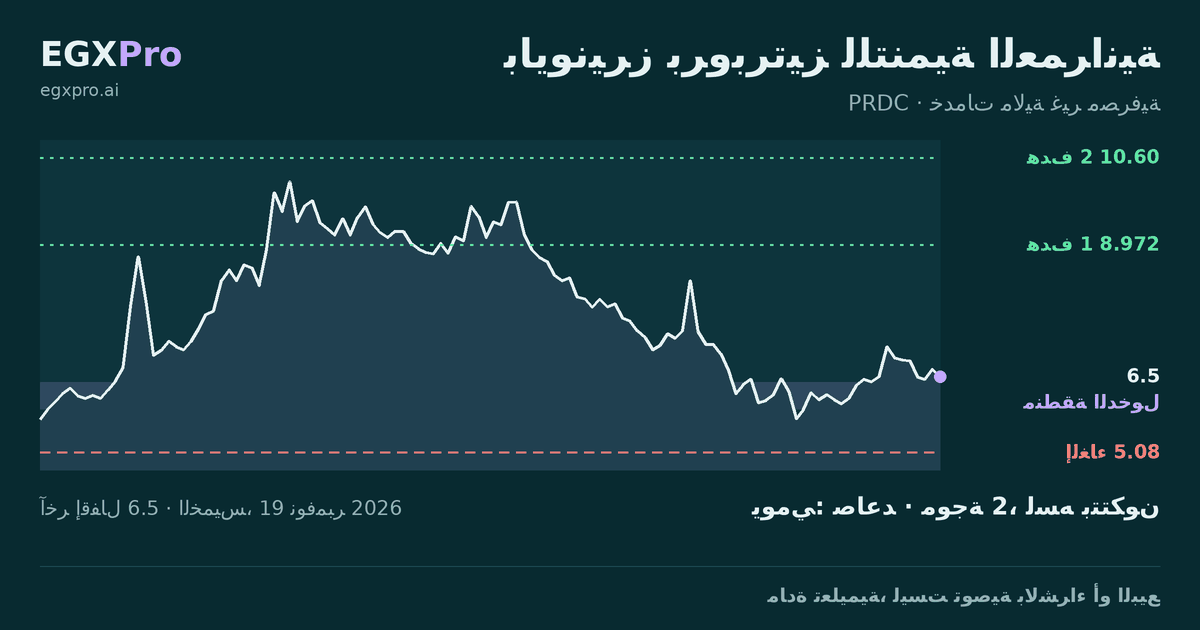 EGXPro
egxpro.ai
بايونيرز بروبرتيز للتنمية العمرانية
PRDC · خدمات مالية غير مصرفية
هدف 2 10.60
هدف 1 8.972
6.5
منطقة الدخول
إلغاء 5.08
يومي: صاعد · موجة 2، لسه بتتكون
آخر إقفال 6.5 · الخميس، 19 نوفمبر 2026
مادة تعليمية، ليست توصية بالشراء أو البيع